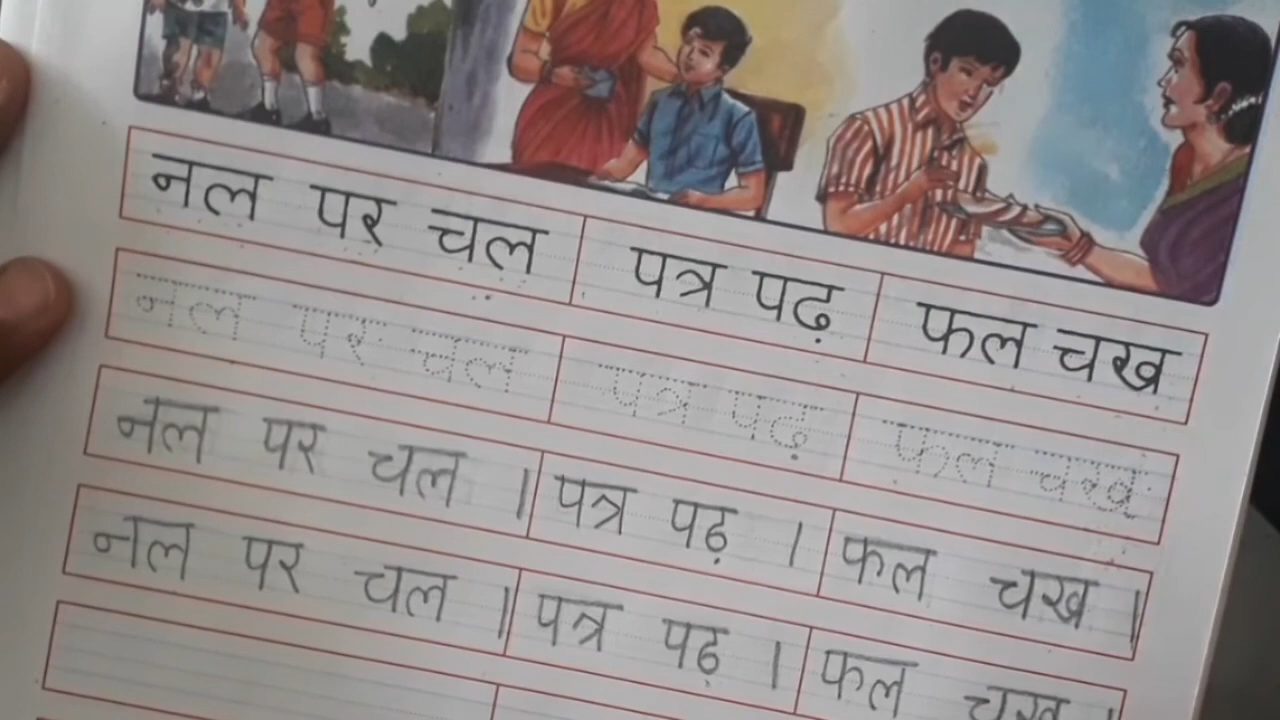 नल पर चल पत्र पढ़ फल चख
नल पर चल पत्र पढ़ फल चख
नल पर चल । पत्र पढ़ । फल चख ।
नल पर चल । पत्र पढ़ । फल चख ।